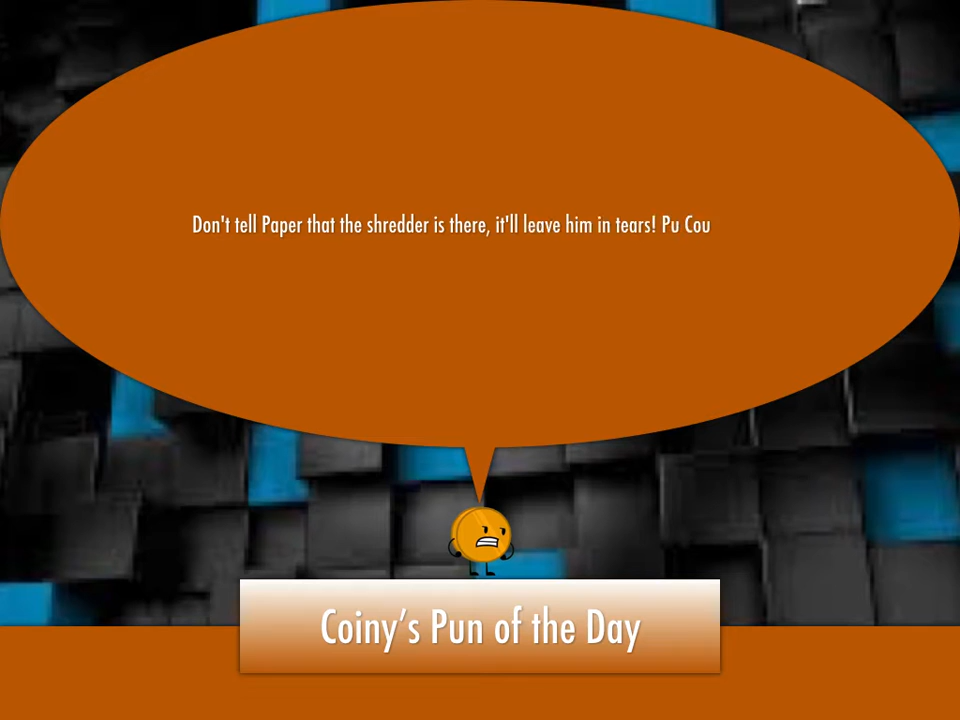 Don't tell Paper that the shredder is there, it'll leave him in tears! Pu Cou
Coiny’s Pun of the Day